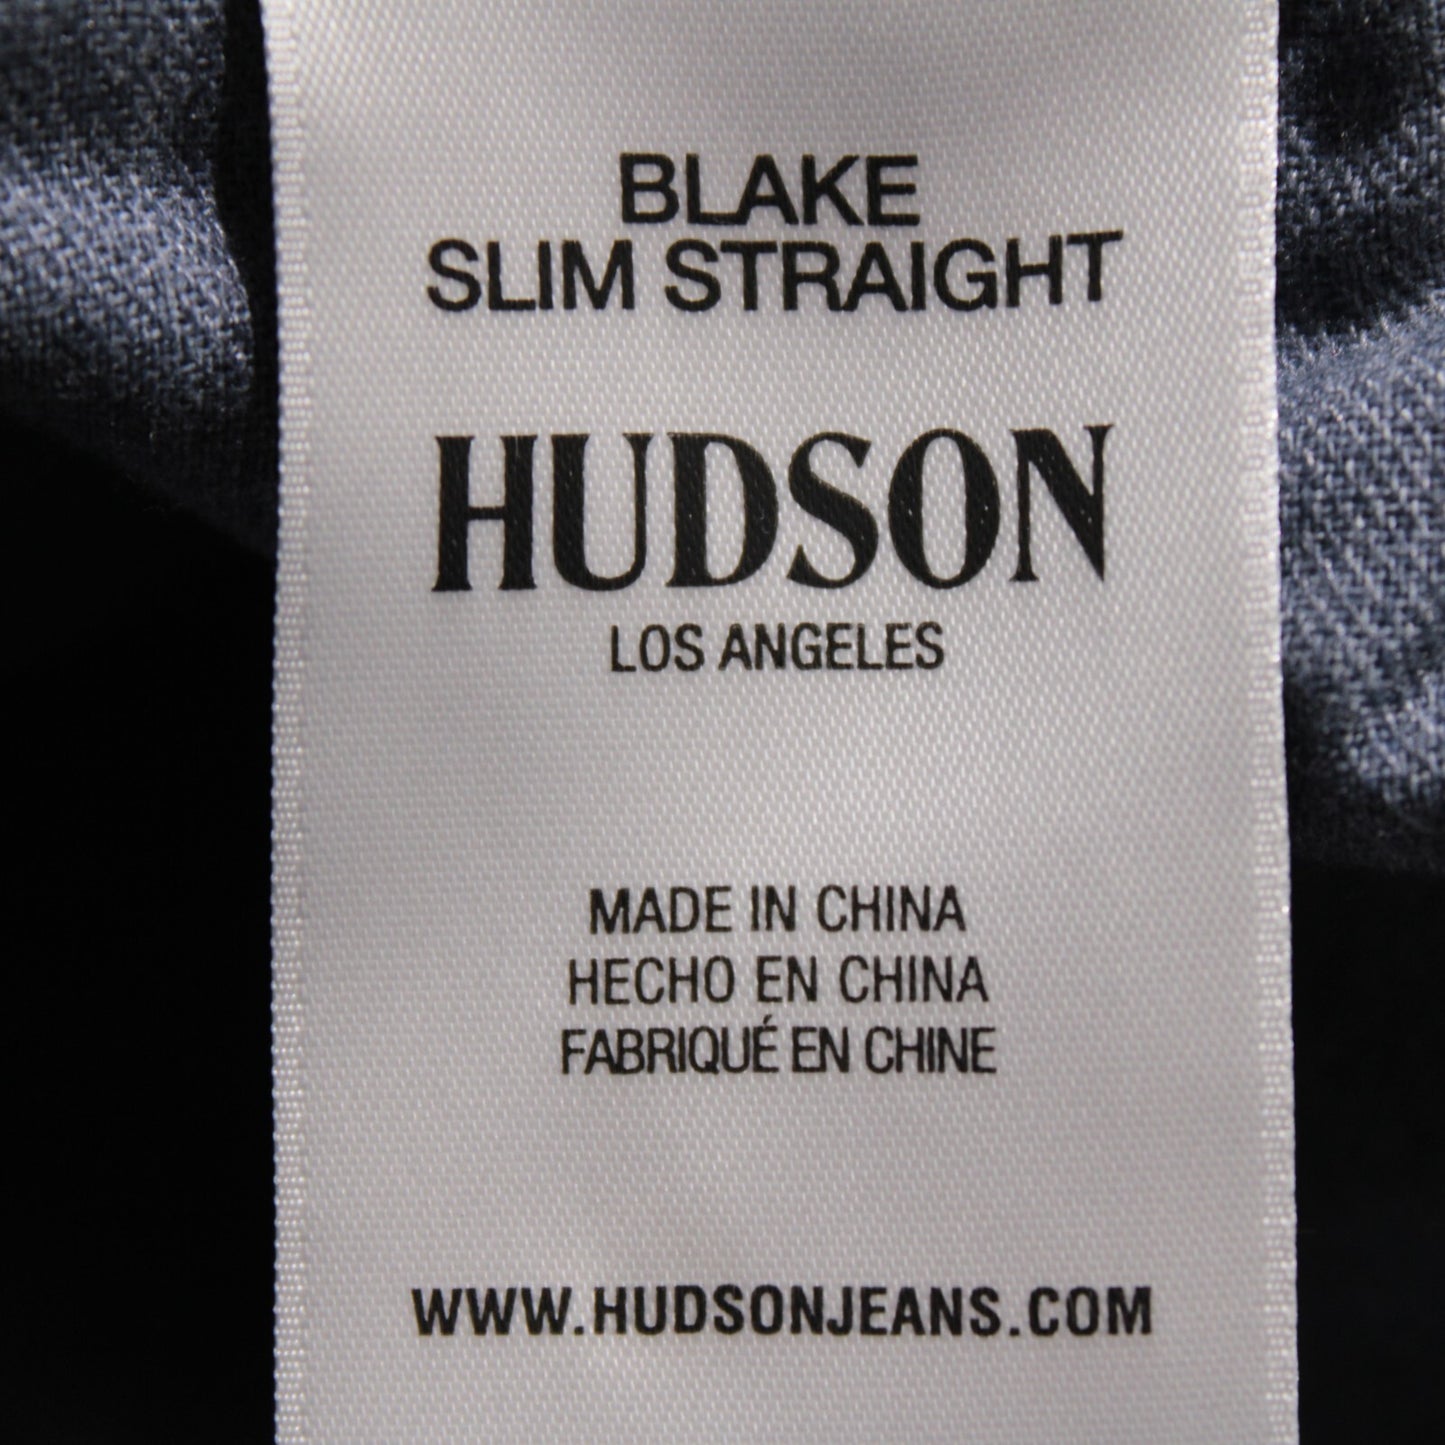 BLAKE
SLIM STRAIGHT
HUDSON
LOS ANGELES
MADE IN CHINA
HECHO EN CHINA
FABRIQUÉ EN CHINE
WWW.HUDSONJEANS.COM